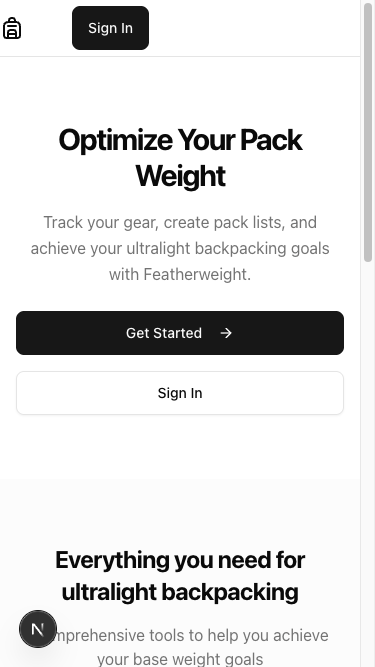 Sign In
Optimize Your Pack
Weight
Track your gear, create pack lists, and
achieve your ultralight backpacking goals
with Featherweight.
Get Started
Sign In
Everything you need for
ultralight backpacking
mprehensive tools to help you achieve
your base weight goals
N